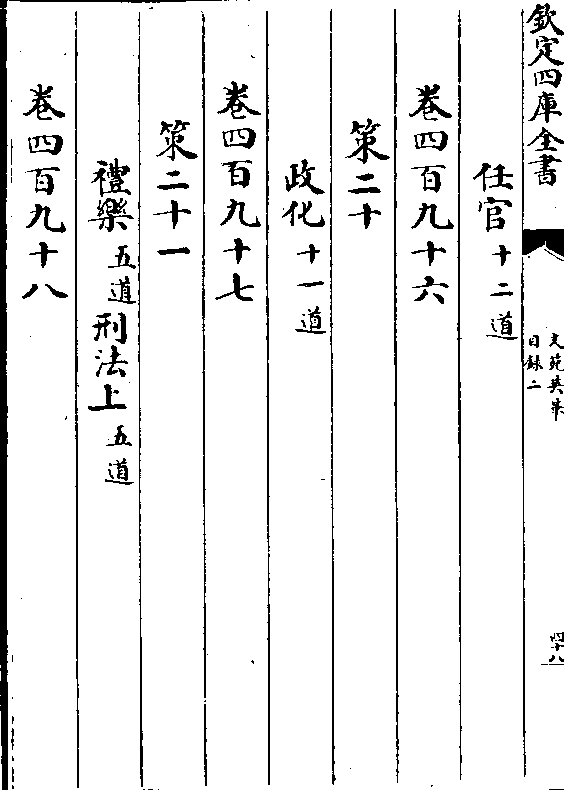 欽定四庫全書
文苑英華
目錄二
四十八
任官十二道
卷四百九十六
策二十
政化十一道
卷四百九十七
策二十一
禮樂五道刑法上五道
卷四百九十八